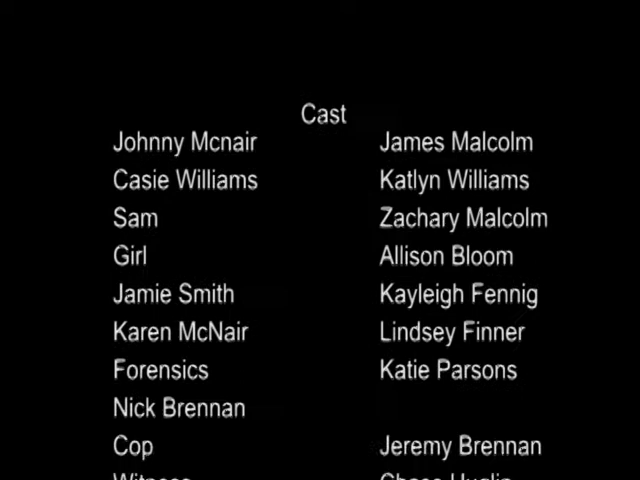 Cast
Johnny Mcnair James Malcolm
Casie Williams Katlyn Williams
Sam Zachary Malcolm
Girl Allison Bloom
Jamie Smith Kayleigh Fennig
Karen McNair Lindsey Finner
Forensics Katie Parsons
Nick Brennan
Cop Jeremy Brennan
Witness